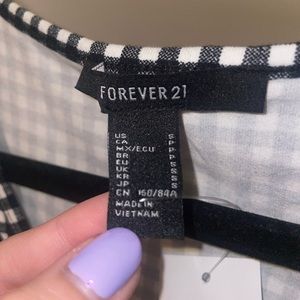 FOREVER 21
US S
CA P
MX/ECU P
BR P
EU S
UK S
KR S
JP S
CN 160/84A
MADE IN
VIETNAM